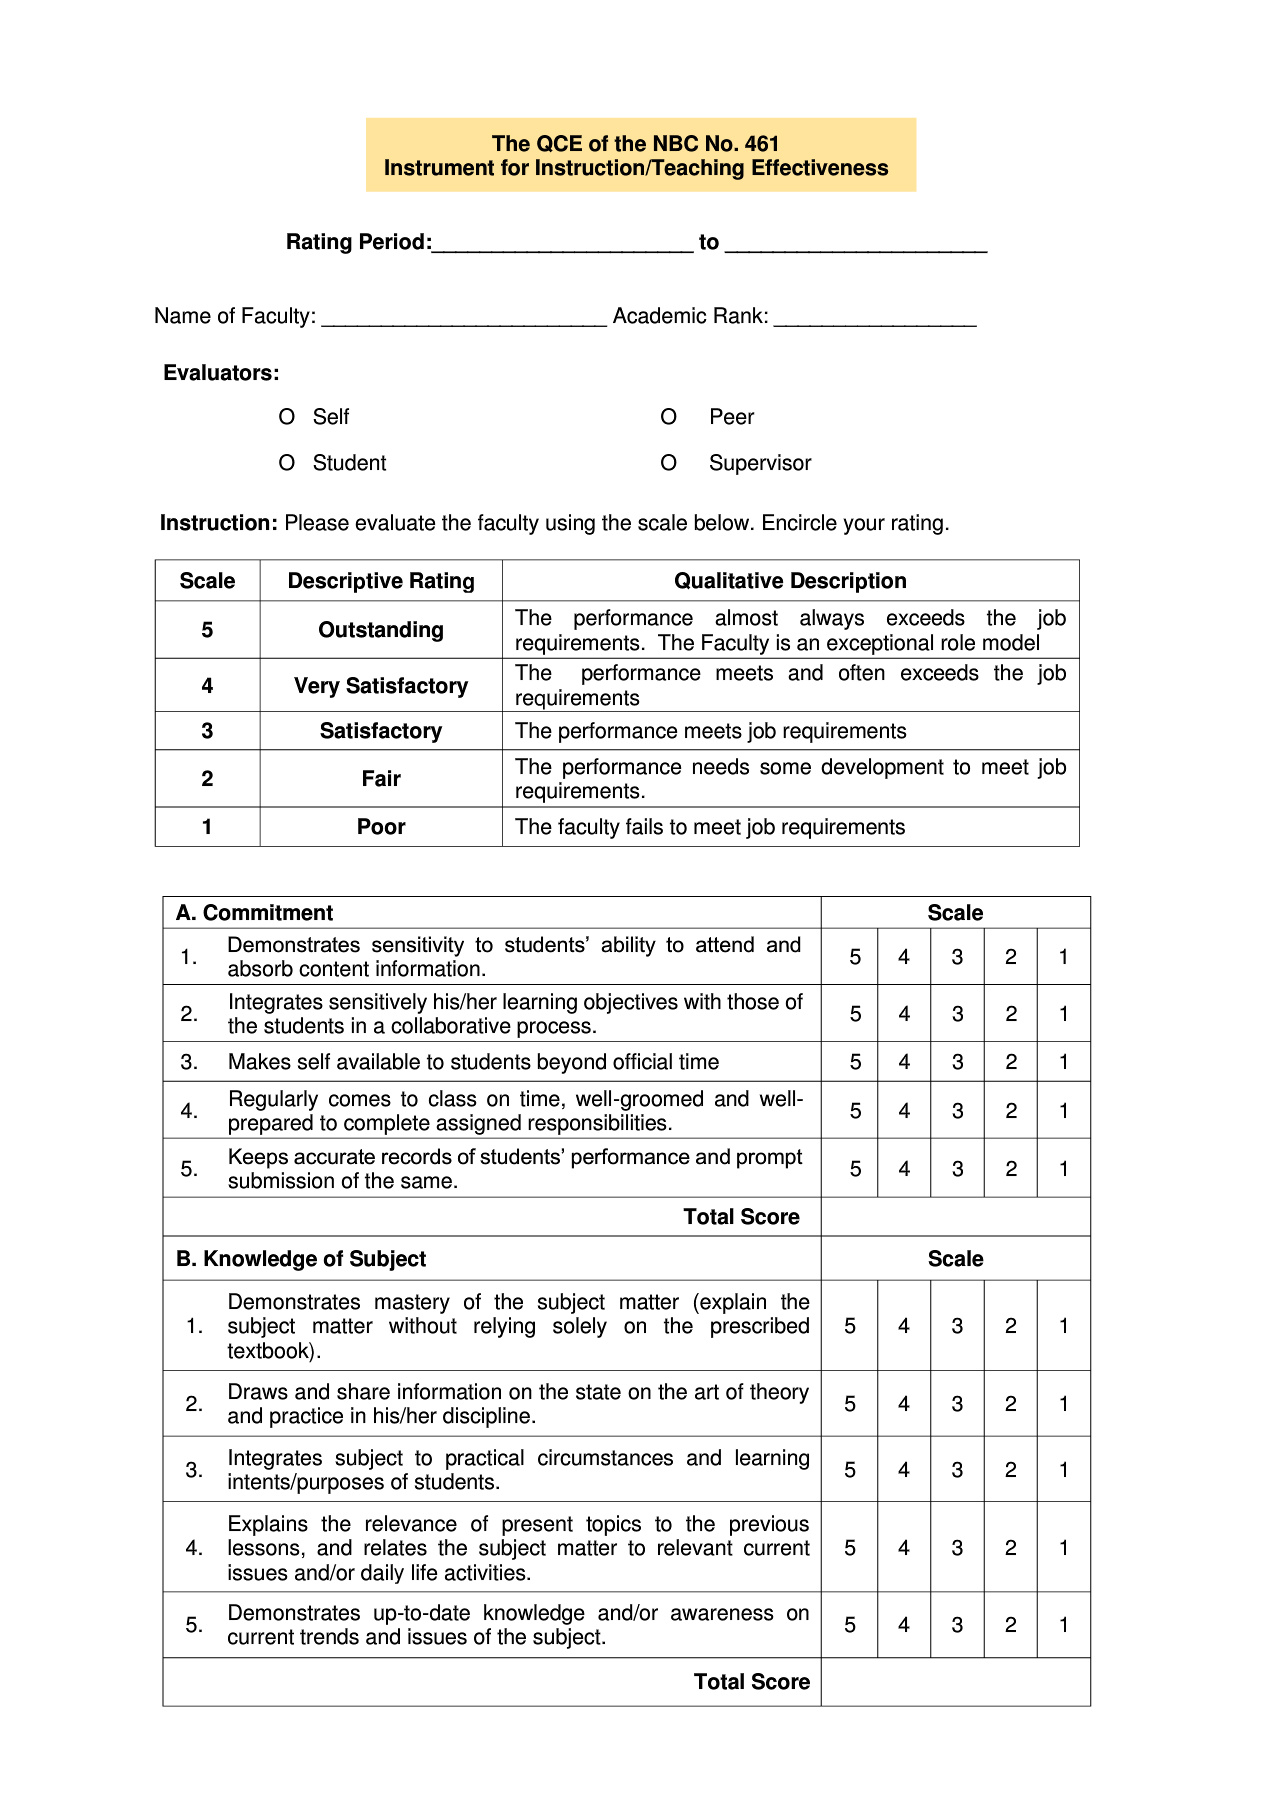 The QCE of the NBC No. 461
Instrument for Instruction/Teaching Effectiveness
Rating Period:______________________ to ______________________
Name of Faculty: ________________________ Academic Rank: _________________
Evaluators:
O Self O Peer
O Student O Supervisor
Instruction: Please evaluate the faculty using the scale below. Encircle your rating.
Scale Descriptive Rating Qualitative Description
5 Outstanding The performance almost always exceeds the job
requirements. The Faculty is an exceptional role model
4 Very Satisfactory The performance meets and often exceeds the job
requirements
3 Satisfactory The performance meets job requirements
2 Fair The performance needs some development to meet job
requirements.
1 Poor The faculty fails to meet job requirements
A. Commitment Scale
1. Demonstrates sensitivity to students’ ability to attend and
absorb content information. 5 4 3 2 1
2. Integrates sensitively his/her learning objectives with those of
the students in a collaborative process. 5 4 3 2 1
3. Makes self available to students beyond official time 5 4 3 2 1
4. Regularly comes to class on time, well-groomed and well-
prepared to complete assigned responsibilities. 5 4 3 2 1
5. Keeps accurate records of students’ performance and prompt
submission of the same. 5 4 3 2 1
Total Score
B. Knowledge of Subject Scale
1. Demonstrates mastery of the subject matter (explain the
subject matter without relying solely on the prescribed
textbook). 5 4 3 2 1
2. Draws and share information on the state on the art of theory
and practice in his/her discipline. 5 4 3 2 1
3. Integrates subject to practical circumstances and learning
intents/purposes of students. 5 4 3 2 1
4. Explains the relevance of present topics to the previous
lessons, and relates the subject matter to relevant current
issues and/or daily life activities. 5 4 3 2 1
5. Demonstrates up-to-date knowledge and/or awareness on
current trends and issues of the subject. 5 4 3 2 1
Total Score